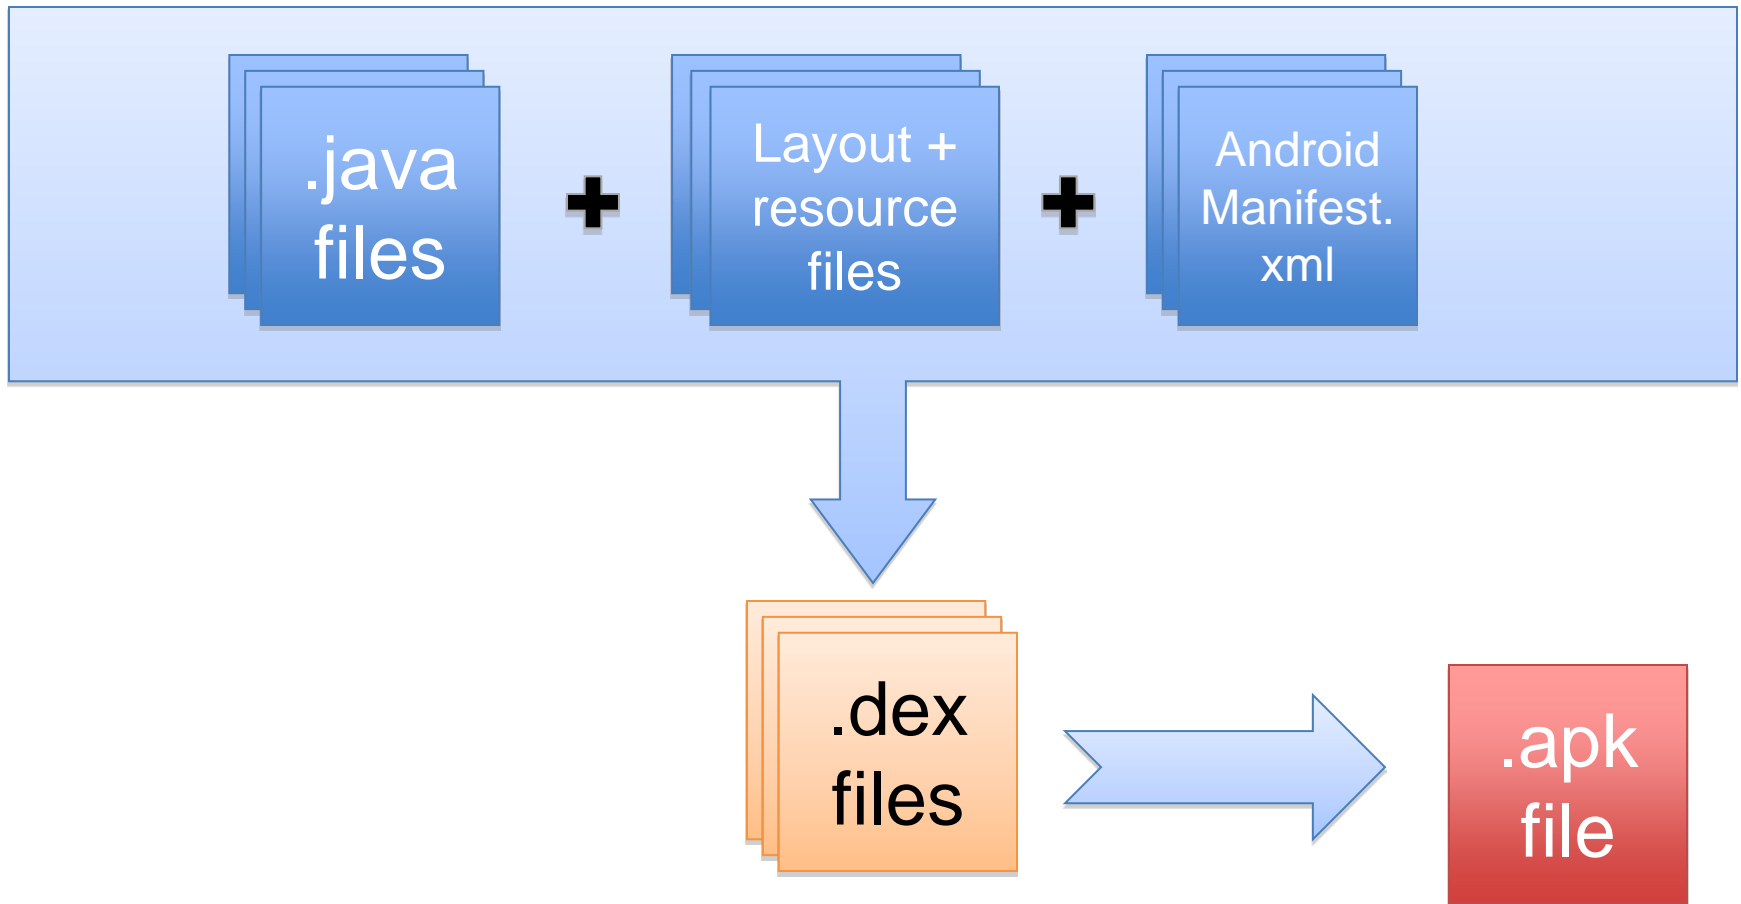 .java
files
Layout +
resource
files
Android
Manifest.
xml
.dex
files
.apk
file